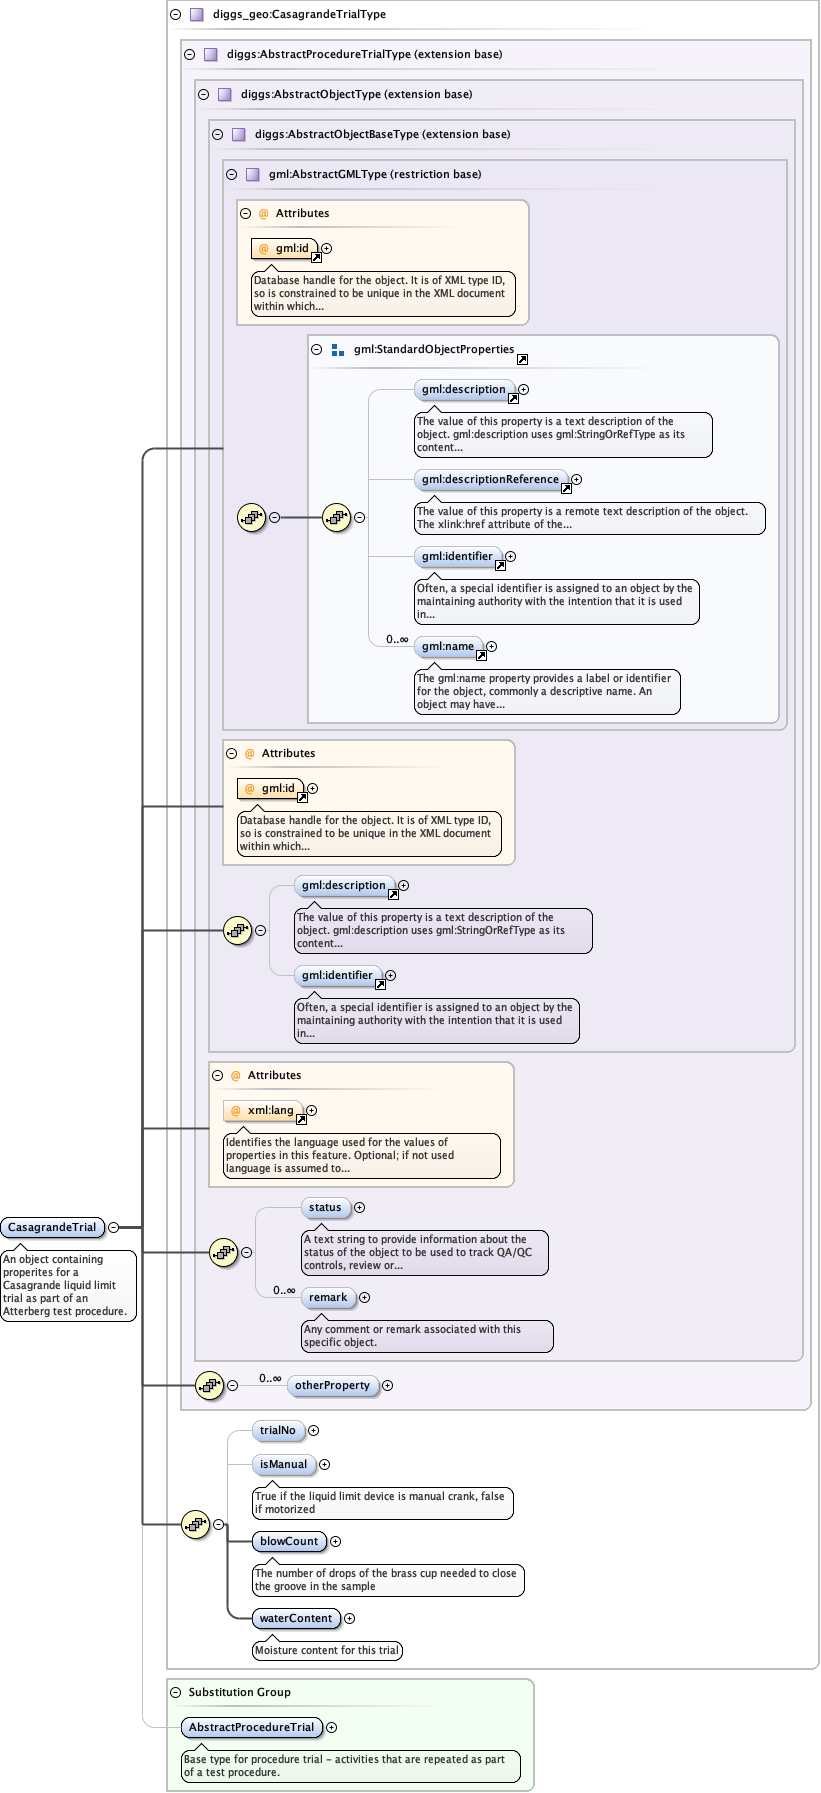 diggs_geo:CasagrandeTrialType
diggs:AbstractProcedureTrialType (extension base)
diggs:AbstractObjectType (extension base)
diggs:AbstractObjectBaseType (extension base)
gml:AbstractGMLType (restriction base)
@ Attributes
@ gml:id
Database handle for the object. It is of XML type ID,
so is constrained to be unique in the XML document
within which...
gml:StandardObjectProperties
gml:description
The value of this property is a text description of the
object. gml:description uses gml:StringOrRefType as its
content...
gml:descriptionReference
The value of this property is a remote text description of the object.
The xlink:href attribute of the...
gml:identifier
Often, a special identifier is assigned to an object by the
maintaining authority with the intention that it is used
in...
0..∞
gml:name
The gml:name property provides a label or identifier
for the object, commonly a descriptive name. An
object may have...
@ Attributes
@ gml:id
Database handle for the object. It is of XML type ID,
so is constrained to be unique in the XML document
within which...
gml:description
The value of this property is a text description of the
object. gml:description uses gml:StringOrRefType as its
content...
gml:identifier
Often, a special identifier is assigned to an object by the
maintaining authority with the intention that it is used
in...
@ Attributes
@ xml:lang
Identifies the language used for the values of
properties in this feature. Optional; if not used
language is assumed to...
status
A text string to provide information about the
status of the object to be used to track QA/QC
controls, review or...
0..∞
remark
Any comment or remark associated with this
specific object.
CasagrandeTrial
An object containing
properites for a
Casagrande liquid limit
trial as part of an
Atterberg test procedure.
0..∞
otherProperty
trialNo
isManual
True if the liquid limit device is manual crank, false
if motorized
blowCount
The number of drops of the brass cup needed to close
the groove in the sample
waterContent
Moisture content for this trial
Substitution Group
AbstractProcedureTrial
Base type for procedure trial – activities that are repeated as part
of a test procedure.